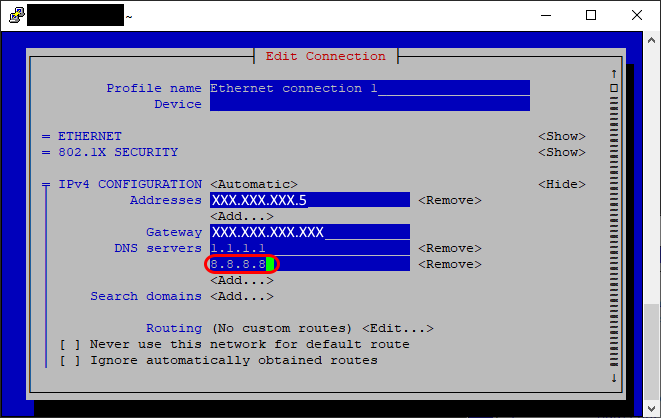 ~
Edit Connection
Profile name Ethernet connection 1
Device
= ETHERNET <Show>
= 802.1X SECURITY <Show>
= IPv4 CONFIGURATION <Automatic> <Hide>
Addresses XXX.XXX.XXX.5 <Remove>
<Add...>
Gateway XXX.XXX.XXX.XXX
DNS servers 1.1.1.1 <Remove>
8.8.8.8 <Remove>
<Add...>
Search domains <Add...>
Routing (No custom routes) <Edit...>
[ ] Never use this network for default route
[ ] Ignore automatically obtained routes